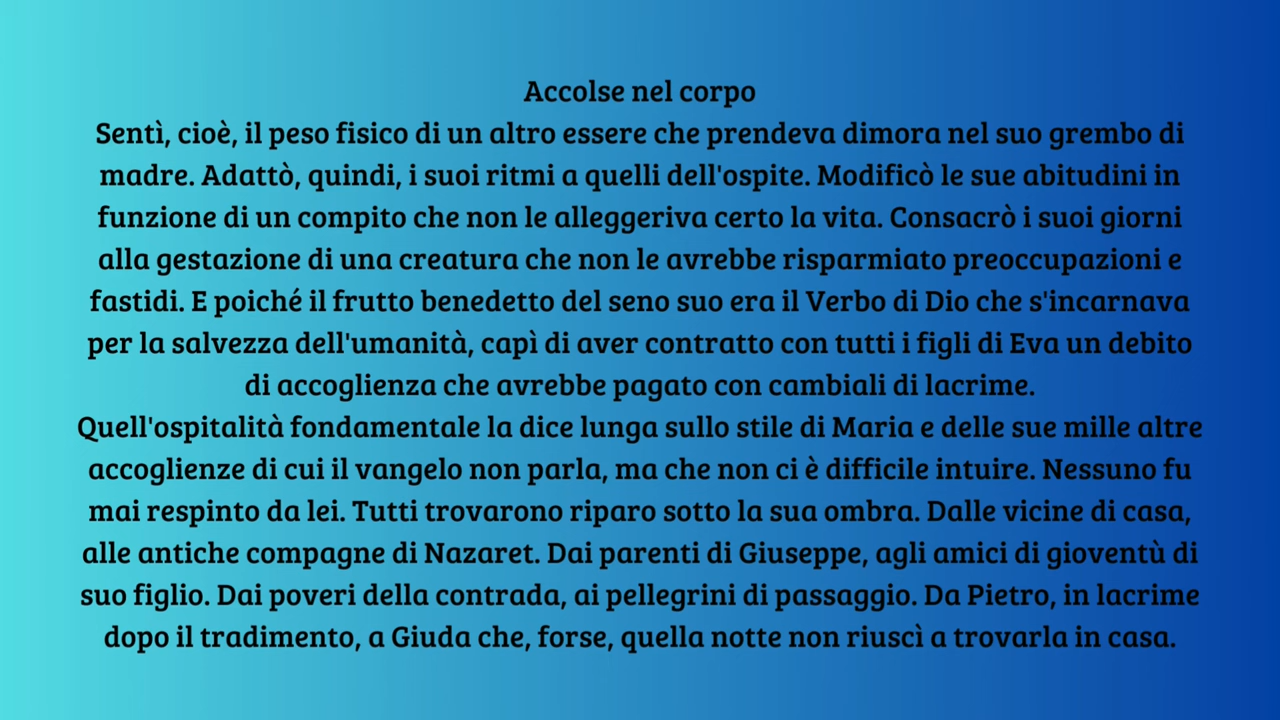 Accolse nel corpo
Sentì, cioè, il peso fisico di un altro essere che prendeva dimora nel suo grembo di
madre. Adattò, quindi, i suoi ritmi a quelli dell'ospite. Modificò le sue abitudini in
funzione di un compito che non le alleggeriva certo la vita. Consacrò i suoi giorni
alla gestazione di una creatura che non le avrebbe risparmiato preoccupazioni e
fastidi. E poiché il frutto benedetto del seno suo era il Verbo di Dio che s'incarnava
per la salvezza dell'umanità, capì di aver contratto con tutti i figli di Eva un debito
di accoglienza che avrebbe pagato con cambiali di lacrime.
Quell'ospitalità fondamentale la dice lunga sullo stile di Maria e delle sue mille altre
accoglienze di cui il vangelo non parla, ma che non ci è difficile intuire. Nessuno fu
mai respinto da lei. Tutti trovarono riparo sotto la sua ombra. Dalle vicine di casa,
alle antiche compagne di Nazaret. Dai parenti di Giuseppe, agli amici di gioventù di
suo figlio. Dai poveri della contrada, ai pellegrini di passaggio. Da Pietro, in lacrime
dopo il tradimento, a Giuda che, forse, quella notte non riuscì a trovarla in casa.